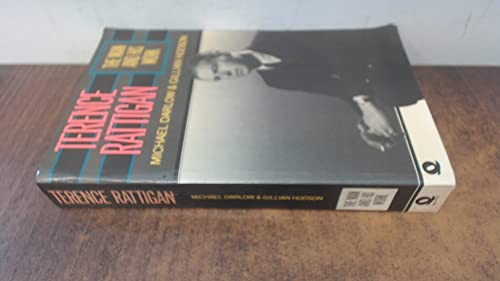 TERENCE
RATTIGAN
THE MAN
AND HIS
WORK
MICHAEL DARLOW & GILLIAN HODSON
TERENCE RATTIGAN
MICHAEL DARLOW & GILLIAN HODSON
THE MAN
AND HIS
WORK
Q